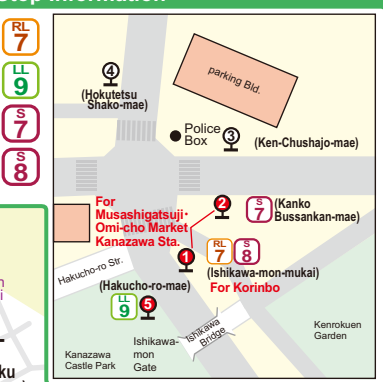 RL
7
LL
9
S
7
S
8
parking Bld.
4
(Hokutetsu
Shako-mae)
Police
Box
3
(Ken-Chushajo-mae)
For
Musashigatsuji·
Omi-cho Market
Kanazawa Sta.
2
S
7
(Kanko
Bussankan-mae)
1
RL
7
S
8
(Ishikawa-mon-mukai)
For Korinbo
Hakucho-ro Str.
(Hakucho-ro-mae)
LL
9
5
Ishikawa
Bridge
Kenrokuen
Garden
Kanazawa
Castle Park
Ishikawa-
mon
Gate
ku